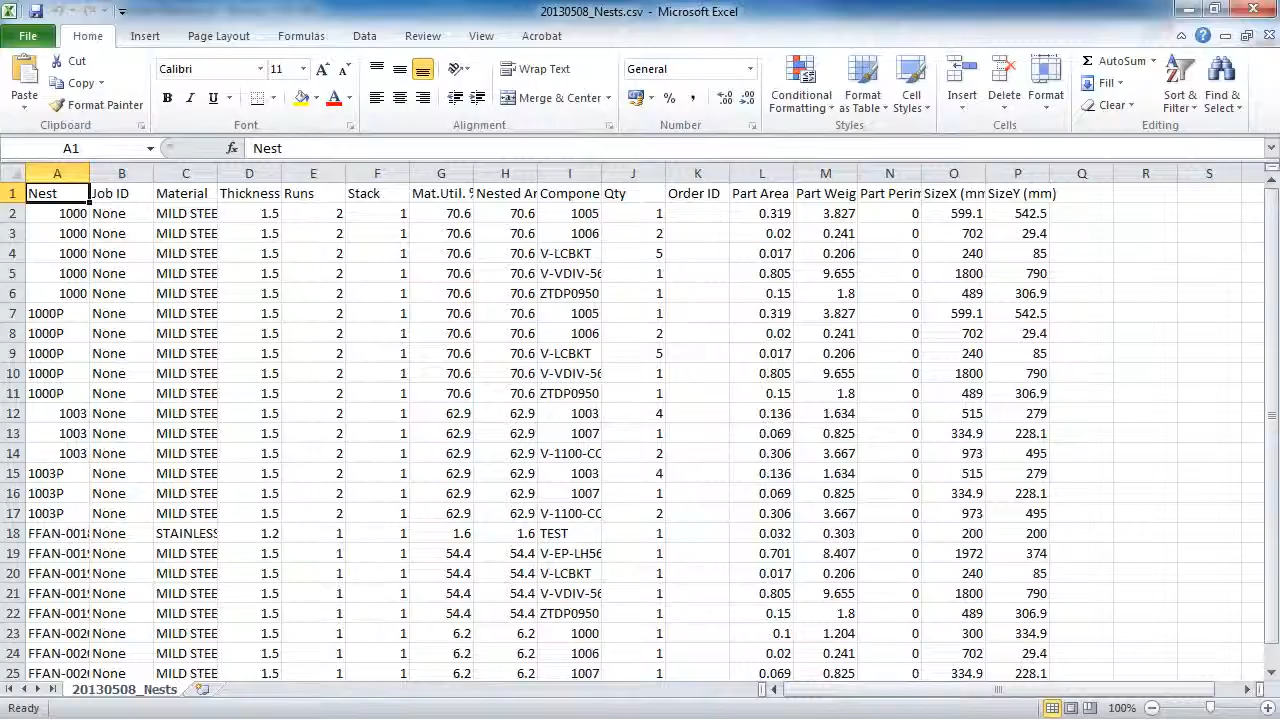 20130508_Nests.csv - Microsoft Excel
File Home Insert Page Layout Formulas Data Review View Acrobat
Paste Cut Copy Format Painter Clipboard
Calibri 11 B I U A Font
Wrap Text Merge & Center Alignment
General % , Number
Conditional Formatting Format as Table Cell Styles Styles
Insert Delete Format Cells
Σ AutoSum Fill Clear Sort & Filter Find & Select Editing
A1 fx Nest
A B C D E F G H I J K L M N O P Q R S
1 Nest Job ID Material Thickness Runs Stack Mat.Util. % Nested Ar Compone Qty Order ID Part Area Part Weig Part Perim SizeX (mm SizeY (mm)
2 1000 None MILD STEE 1.5 2 1 70.6 70.6 1005 1 0.319 3.827 0 599.1 542.5
3 1000 None MILD STEE 1.5 2 1 70.6 70.6 1006 2 0.02 0.241 0 702 29.4
4 1000 None MILD STEE 1.5 2 1 70.6 70.6 V-LCBKT 5 0.017 0.206 0 240 85
5 1000 None MILD STEE 1.5 2 1 70.6 70.6 V-VDIV-56 1 0.805 9.655 0 1800 790
6 1000 None MILD STEE 1.5 2 1 70.6 70.6 ZTDP0950 1 0.15 1.8 0 489 306.9
7 1000P None MILD STEE 1.5 2 1 70.6 70.6 1005 1 0.319 3.827 0 599.1 542.5
8 1000P None MILD STEE 1.5 2 1 70.6 70.6 1006 2 0.02 0.241 0 702 29.4
9 1000P None MILD STEE 1.5 2 1 70.6 70.6 V-LCBKT 5 0.017 0.206 0 240 85
10 1000P None MILD STEE 1.5 2 1 70.6 70.6 V-VDIV-56 1 0.805 9.655 0 1800 790
11 1000P None MILD STEE 1.5 2 1 70.6 70.6 ZTDP0950 1 0.15 1.8 0 489 306.9
12 1003 None MILD STEE 1.5 2 1 62.9 62.9 1003 4 0.136 1.634 0 515 279
13 1003 None MILD STEE 1.5 2 1 62.9 62.9 1007 1 0.069 0.825 0 334.9 228.1
14 1003 None MILD STEE 1.5 2 1 62.9 62.9 V-1100-CC 2 0.306 3.667 0 973 495
15 1003P None MILD STEE 1.5 2 1 62.9 62.9 1003 4 0.136 1.634 0 515 279
16 1003P None MILD STEE 1.5 2 1 62.9 62.9 1007 1 0.069 0.825 0 334.9 228.1
17 1003P None MILD STEE 1.5 2 1 62.9 62.9 V-1100-CC 2 0.306 3.667 0 973 495
18 FFAN-0018 None STAINLESS 1.2 1 1 1.6 1.6 TEST 1 0.032 0.303 0 200 200
19 FFAN-0019 None MILD STEE 1.5 1 1 54.4 54.4 V-EP-LH56 1 0.701 8.407 0 1972 374
20 FFAN-0019 None MILD STEE 1.5 1 1 54.4 54.4 V-LCBKT 1 0.017 0.206 0 240 85
21 FFAN-0019 None MILD STEE 1.5 1 1 54.4 54.4 V-VDIV-56 1 0.805 9.655 0 1800 790
22 FFAN-0019 None MILD STEE 1.5 1 1 54.4 54.4 ZTDP0950 1 0.15 1.8 0 489 306.9
23 FFAN-0020 None MILD STEE 1.5 1 1 6.2 6.2 1000 1 0.1 1.204 0 300 334.9
24 FFAN-0020 None MILD STEE 1.5 1 1 6.2 6.2 1006 1 0.02 0.241 0 702 29.4
25 FFAN-0020 None MILD STEE 1.5 1 1 6.2 6.2 1007 1 0.069 0.825 0 334.9 228.1
20130508_Nests
Ready 100%